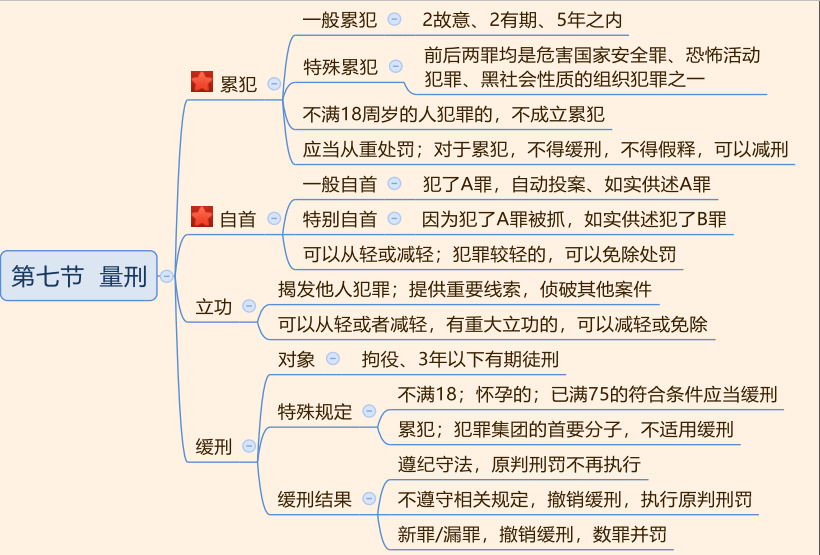 第七节 量刑
累犯
一般累犯
2故意、2有期、5年之内
特殊累犯
前后两罪均是危害国家安全罪、恐怖活动
犯罪、黑社会性质的组织犯罪之一
不满18周岁的人犯罪的，不成立累犯
应当从重处罚；对于累犯，不得缓刑，不得假释，可以减刑
自首
一般自首
犯了A罪，自动投案、如实供述A罪
特别自首
因为犯了A罪被抓，如实供述犯了B罪
可以从轻或减轻；犯罪较轻的，可以免除处罚
立功
揭发他人犯罪；提供重要线索，侦破其他案件
可以从轻或者减轻，有重大立功的，可以减轻或免除
缓刑
对象
拘役、3年以下有期徒刑
特殊规定
不满18；怀孕的；已满75的符合条件应当缓刑
累犯；犯罪集团的首要分子，不适用缓刑
缓刑结果
遵纪守法，原判刑罚不再执行
不遵守相关规定，撤销缓刑，执行原判刑罚
新罪/漏罪，撤销缓刑，数罪并罚